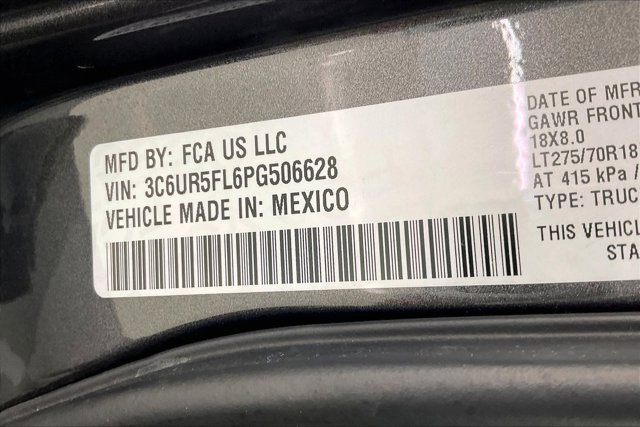 MFD BY: FCA US LLC
VIN: 3C6UR5FL6PG506628
VEHICLE MADE IN: MEXICO
DATE OF MFR
GAWR FRONT
18X8.0
LT275/70R18
AT 415 kPa /
TYPE: TRUC
THIS VEHICL
STA